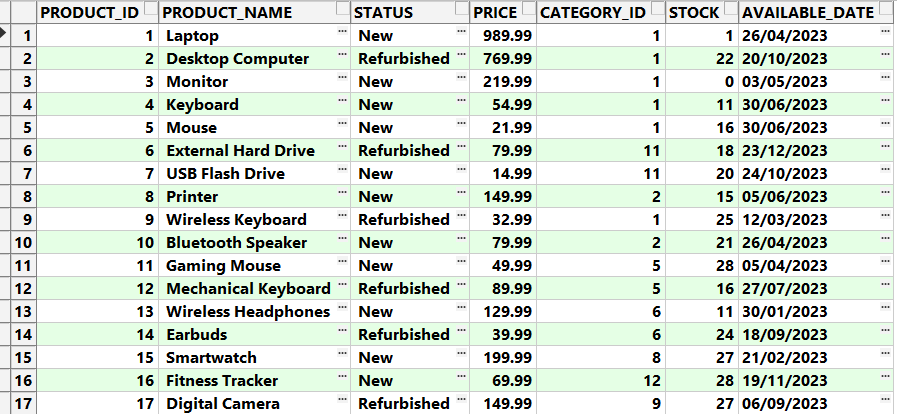 PRODUCT_ID PRODUCT_NAME STATUS PRICE CATEGORY_ID STOCK AVAILABLE_DATE
1 1 Laptop ... New ... 989.99 1 1 26/04/2023 ...
2 2 Desktop Computer ... Refurbished ... 769.99 1 22 20/10/2023 ...
3 3 Monitor ... New ... 219.99 1 0 03/05/2023 ...
4 4 Keyboard ... New ... 54.99 1 11 30/06/2023 ...
5 5 Mouse ... New ... 21.99 1 16 30/06/2023 ...
6 6 External Hard Drive ... Refurbished ... 79.99 11 18 23/12/2023 ...
7 7 USB Flash Drive ... New ... 14.99 11 20 24/10/2023 ...
8 8 Printer ... New ... 149.99 2 15 05/06/2023 ...
9 9 Wireless Keyboard ... Refurbished ... 32.99 1 25 12/03/2023 ...
10 10 Bluetooth Speaker ... New ... 79.99 2 21 26/04/2023 ...
11 11 Gaming Mouse ... New ... 49.99 5 28 05/04/2023 ...
12 12 Mechanical Keyboard ... Refurbished ... 89.99 5 16 27/07/2023 ...
13 13 Wireless Headphones ... New ... 129.99 6 11 30/01/2023 ...
14 14 Earbuds ... Refurbished ... 39.99 6 24 18/09/2023 ...
15 15 Smartwatch ... New ... 199.99 8 27 21/02/2023 ...
16 16 Fitness Tracker ... New ... 69.99 12 28 19/11/2023 ...
17 17 Digital Camera ... Refurbished ... 149.99 9 27 06/09/2023 ...